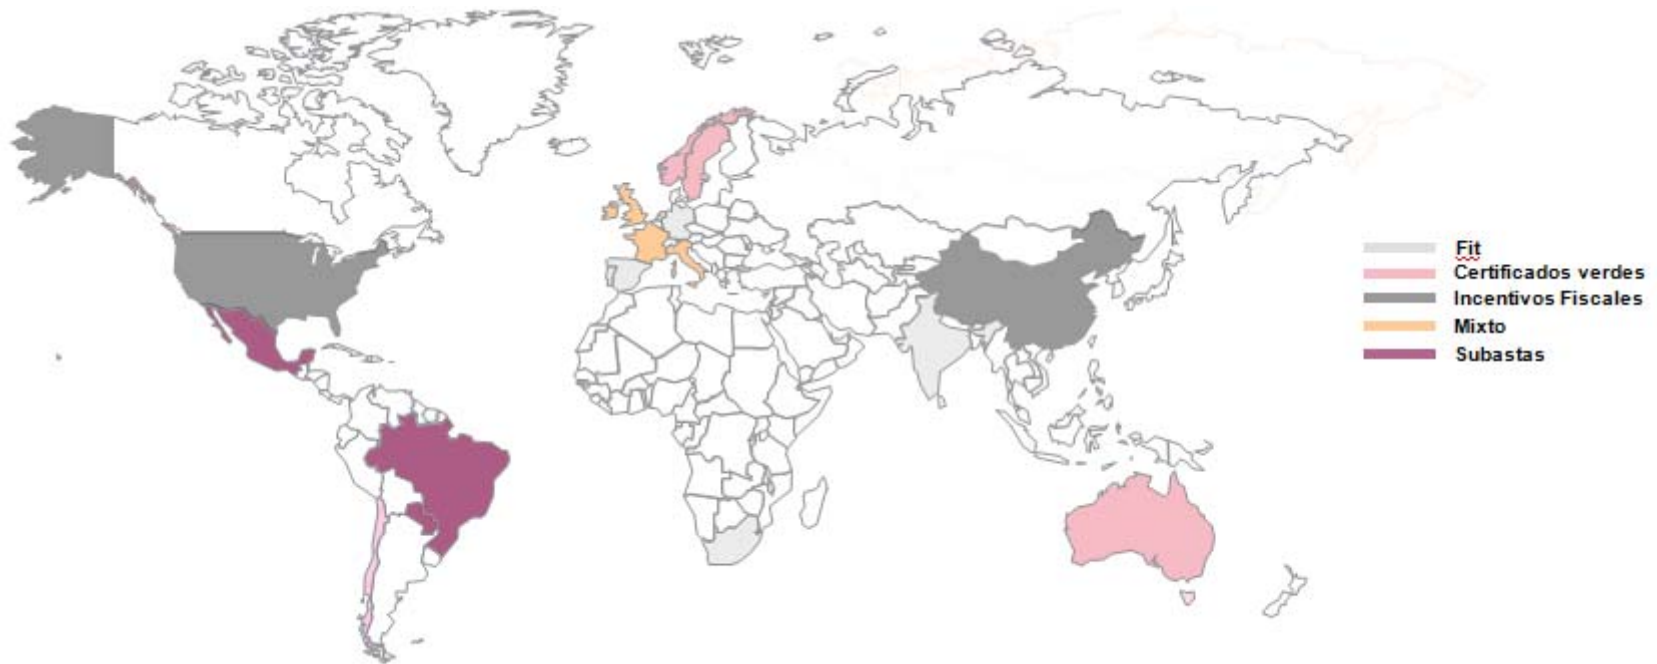 Fit
Certificados verdes
Incentivos Fiscales
Mixto
Subastas